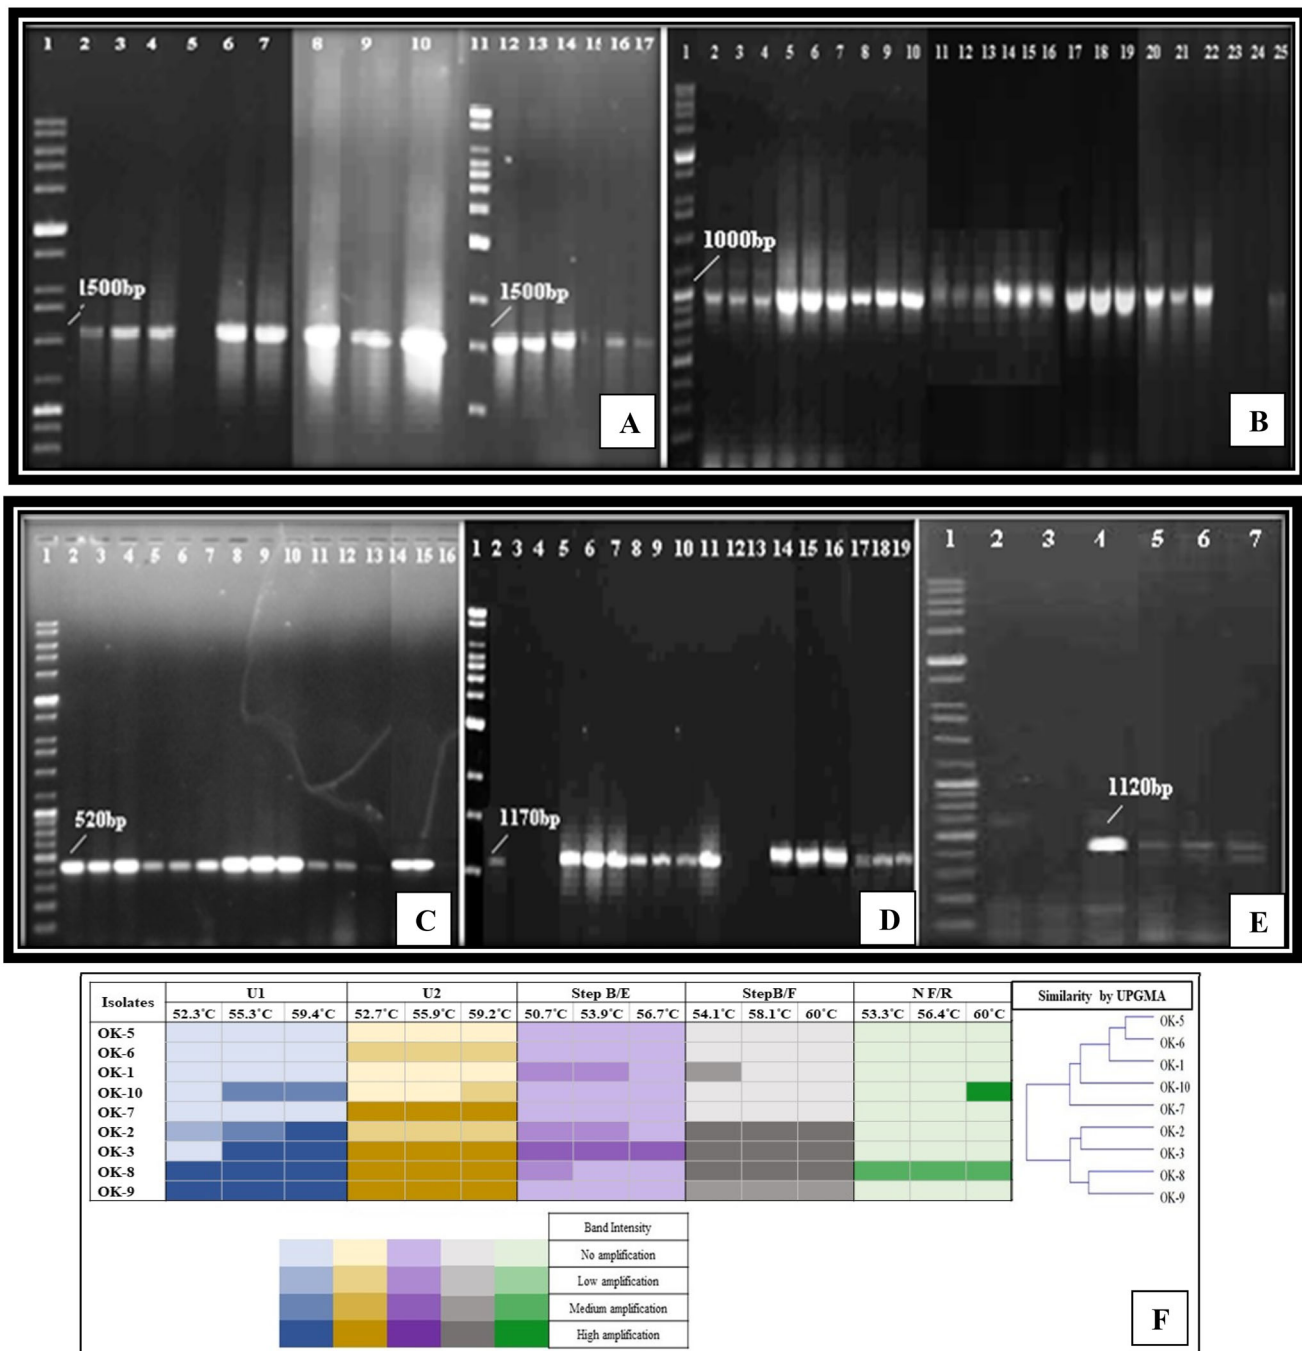 1 2 3 4 5 6 7 8 9 10 11 12 13 14 15 16 17
1500bp
1500bp
A
1 2 3 4 5 6 7 8 9 10 11 12 13 14 15 16 17 18 19 20 21 22 23 24 25
1000bp
B
1 2 3 4 5 6 7 8 9 10 11 12 13 14 15 16
520bp
C
1 2 3 4 5 6 7 8 9 10 11 12 13 14 15 16 17 18 19
1170bp
D
1 2 3 4 5 6 7
1120bp
E
Isolates U1 U2 Step B/E StepB/F N F/R Similarity by UPGMA
52.3°C 55.3°C 59.4°C 52.7°C 55.9°C 59.2°C 50.7°C 53.9°C 56.7°C 54.1°C 58.1°C 60°C 53.3°C 56.4°C 60°C
OK-5 OK-5
OK-6 OK-6
OK-1 OK-1
OK-10 OK-10
OK-7 OK-7
OK-2 OK-2
OK-3 OK-3
OK-8 OK-8
OK-9 OK-9
Band Intensity
No amplification
Low amplification
Medium amplification
High amplification
F